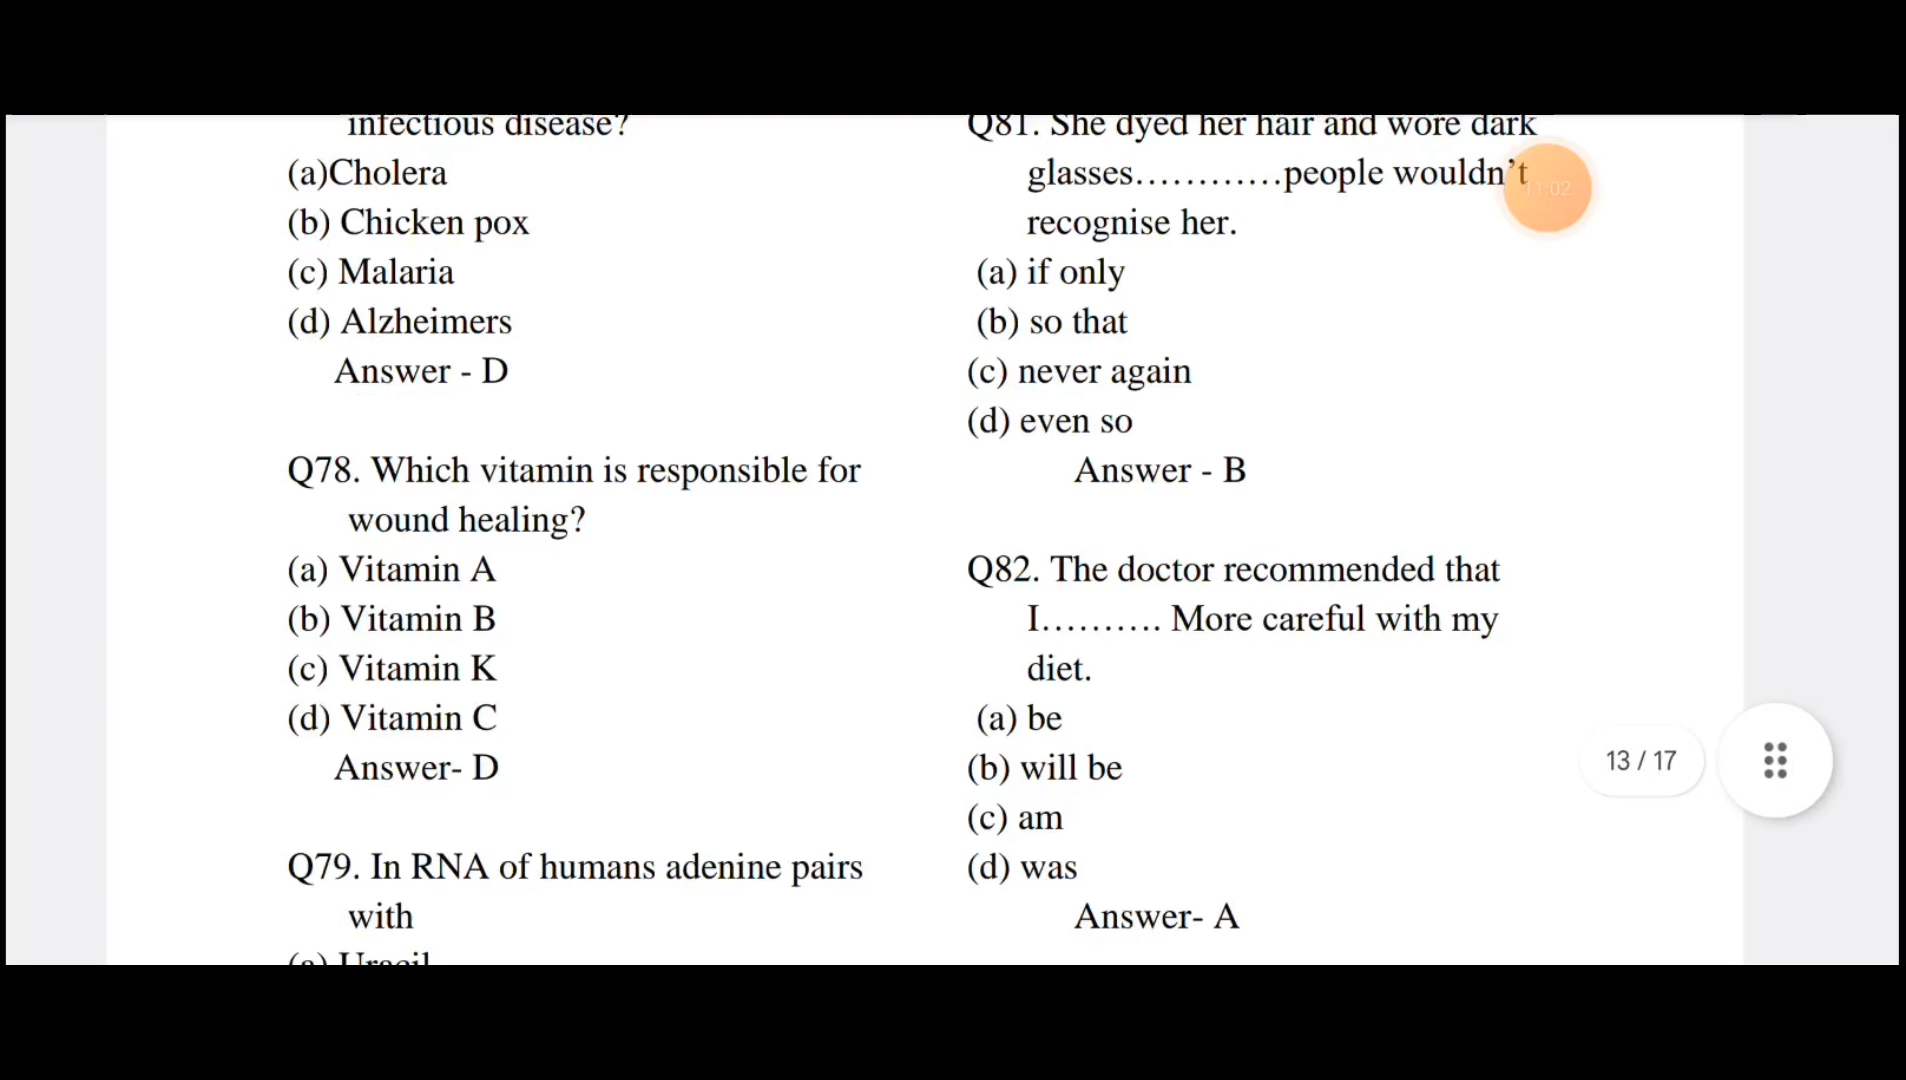 infectious disease?
(a)Cholera
(b) Chicken pox
(c) Malaria
(d) Alzheimers
Answer - D
Q78. Which vitamin is responsible for
wound healing?
(a) Vitamin A
(b) Vitamin B
(c) Vitamin K
(d) Vitamin C
Answer- D
Q79. In RNA of humans adenine pairs
with
(a) Uracil
Q81. She dyed her hair and wore dark
glasses…………people wouldn’t
recognise her.
(a) if only
(b) so that
(c) never again
(d) even so
Answer - B
Q82. The doctor recommended that
I………. More careful with my
diet.
(a) be
(b) will be
(c) am
(d) was
Answer- A
11:02
13 / 17